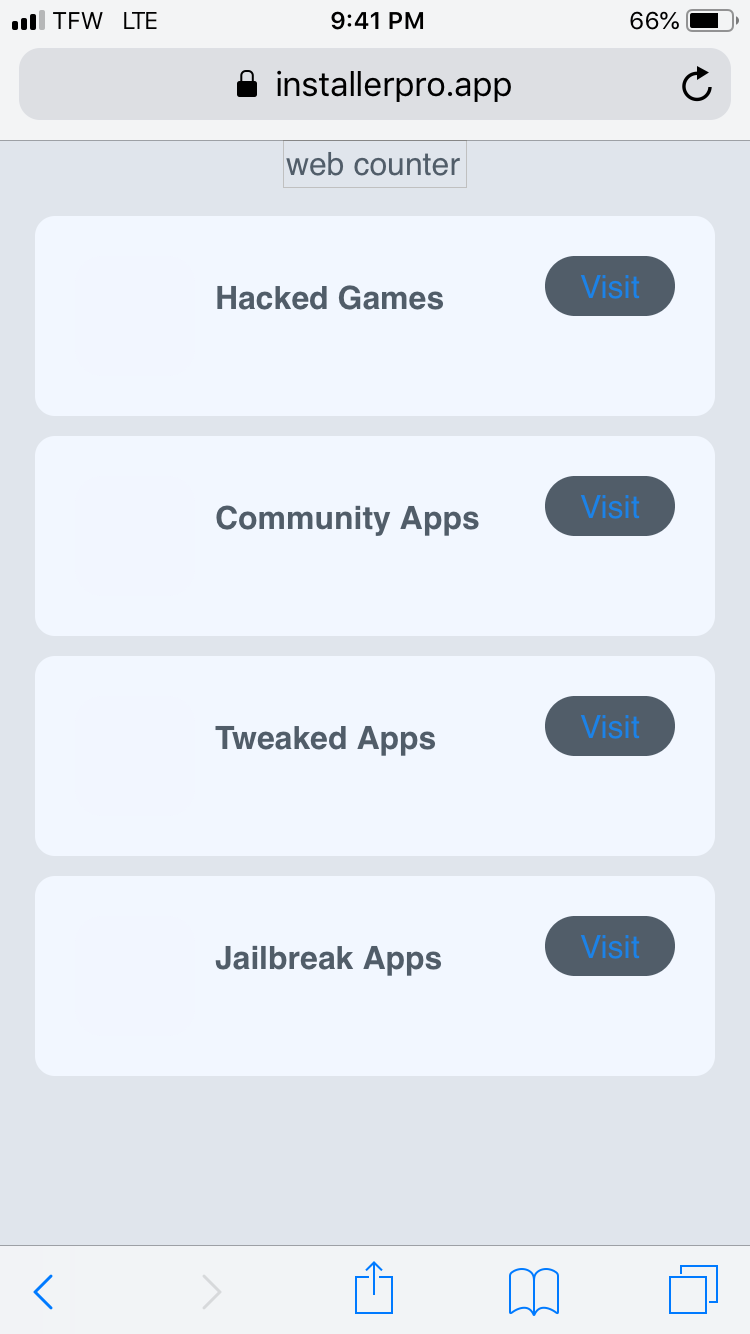 TFW LTE 9:41 PM 66%
installerpro.app
web counter
Hacked Games Visit
Community Apps Visit
Tweaked Apps Visit
Jailbreak Apps Visit